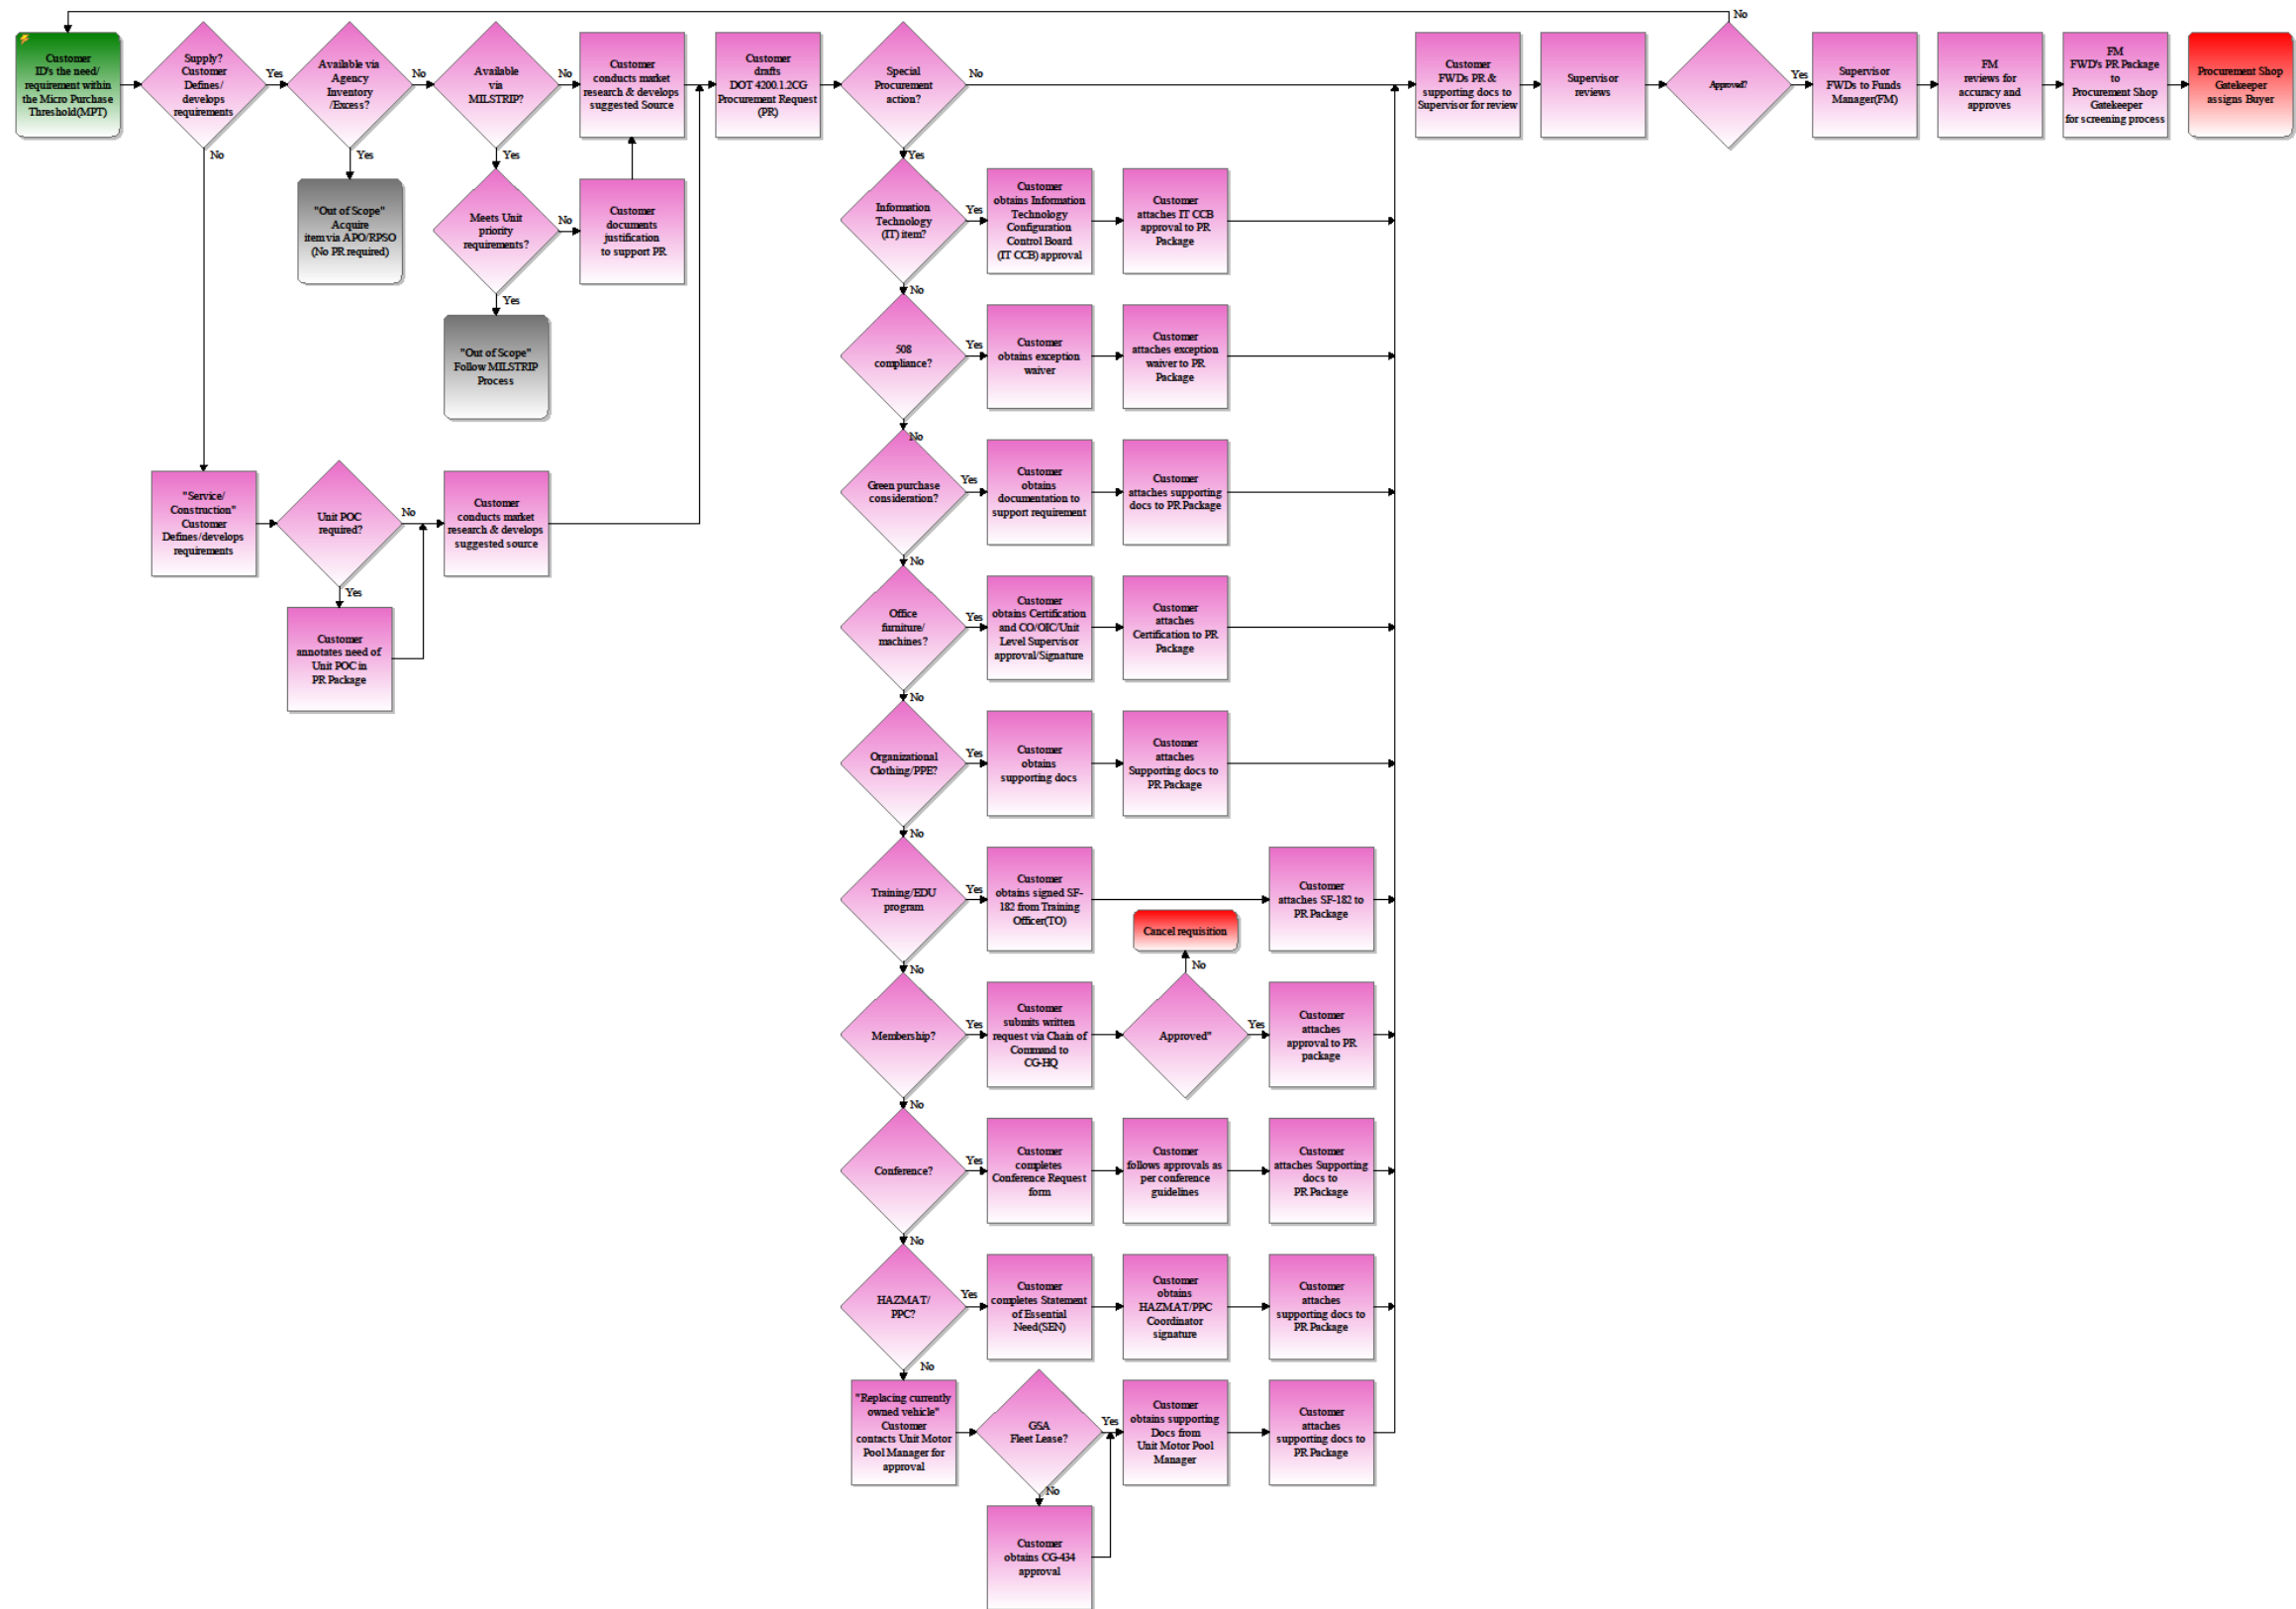 No
Customer
ID's the need/
requirement within
the Micro Purchase
Threshold(MPT)
Supply?
Customer
Defines/
develops
requirements
Yes
No
Available via
Agency
Inventory
/Excess?
No
Yes
Available
via
MILSTRIP?
No
Yes
Customer
conducts market
research & develops
suggested Source
Customer
drafts
DOT 4200.1.2CG
Procurement Request
(PR)
Special
Procurement
action?
No
Yes
Customer
FWDs PR &
supporting docs to
Supervisor for review
Supervisor
reviews
Approved?
Yes
Supervisor
FWDs to Funds
Manager(FM)
FM
reviews for
accuracy and
approves
FM
FWD's PR Package
to
Procurement Shop
Gatekeeper
for screening process
Procurement Shop
Gatekeeper
assigns Buyer
"Out of Scope"
Acquire
item via APO/RPSO
(No PR required)
Meets Unit
priority
requirements?
No
Yes
Customer
documents
justification
to support PR
"Out of Scope"
Follow MILSTRIP
Process
Information
Technology
(IT) item?
Yes
No
Customer
obtains Information
Technology
Configuration
Control Board
(IT CCB) approval
Customer
attaches IT CCB
approval to PR
Package
508
compliance?
Yes
No
Customer
obtains exception
waiver
Customer
attaches exception
waiver to PR
Package
"Service/
Construction"
Customer
Defines/develops
requirements
Unit POC
required?
No
Yes
Customer
conducts market
research & develops
suggested source
Customer
annotates need of
Unit POC in
PR Package
Green purchase
consideration?
Yes
No
Customer
obtains
documentation to
support requirement
Customer
attaches supporting
docs to PR Package
Office
furniture/
machines?
Yes
No
Customer
obtains Certification
and CO/OIC/Unit
Level Supervisor
approval/Signature
Customer
attaches
Certification to PR
Package
Organizational
Clothing/PPE?
Yes
No
Customer
obtains
supporting docs
Customer
attaches
Supporting docs to
PR Package
Training/EDU
program
Yes
No
Customer
obtains signed SF-
182 from Training
Officer(TO)
Customer
attaches SF-182 to
PR Package
Cancel requisition
No
Membership?
Yes
No
Customer
submits written
request via Chain of
Command to
CG-HQ
Approved"
Yes
Customer
attaches
approval to PR
package
Conference?
Yes
No
Customer
completes
Conference Request
form
Customer
follows approvals as
per conference
guidelines
Customer
attaches Supporting
docs to
PR Package
HAZMAT/
PPC?
Yes
No
Customer
completes Statement
of Essential
Need(SEN)
Customer
obtains
HAZMAT/PPC
Coordinator
signature
Customer
attaches
supporting docs to
PR Package
"Replacing currently
owned vehicle"
Customer
contacts Unit Motor
Pool Manager for
approval
GSA
Fleet Lease?
Yes
No
Customer
obtains supporting
Docs from
Unit Motor Pool
Manager
Customer
attaches
supporting docs to
PR Package
Customer
obtains CG-434
approval